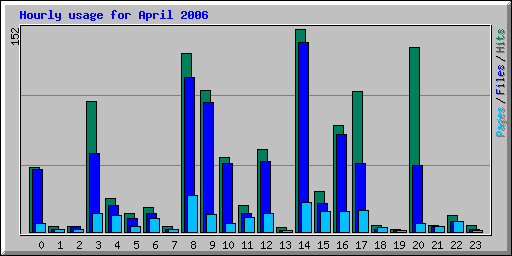 Hourly usage for April 2006
152
Pages / Files / Hits
0 1 2 3 4 5 6 7 8 9 10 11 12 13 14 15 16 17 18 19 20 21 22 23